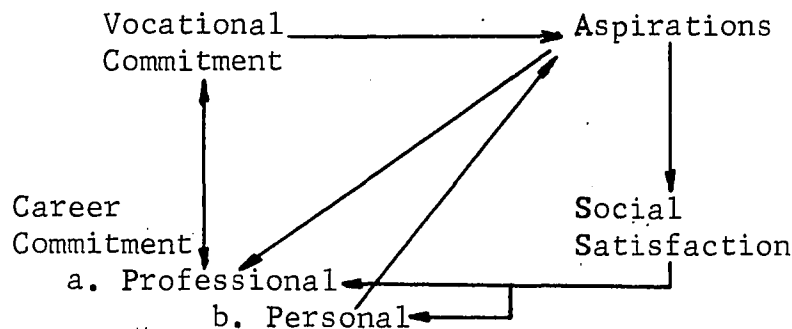 Vocational
Commitment
Aspirations
Career
Commitment
Social
Satisfaction
a. Professional
b. Personal